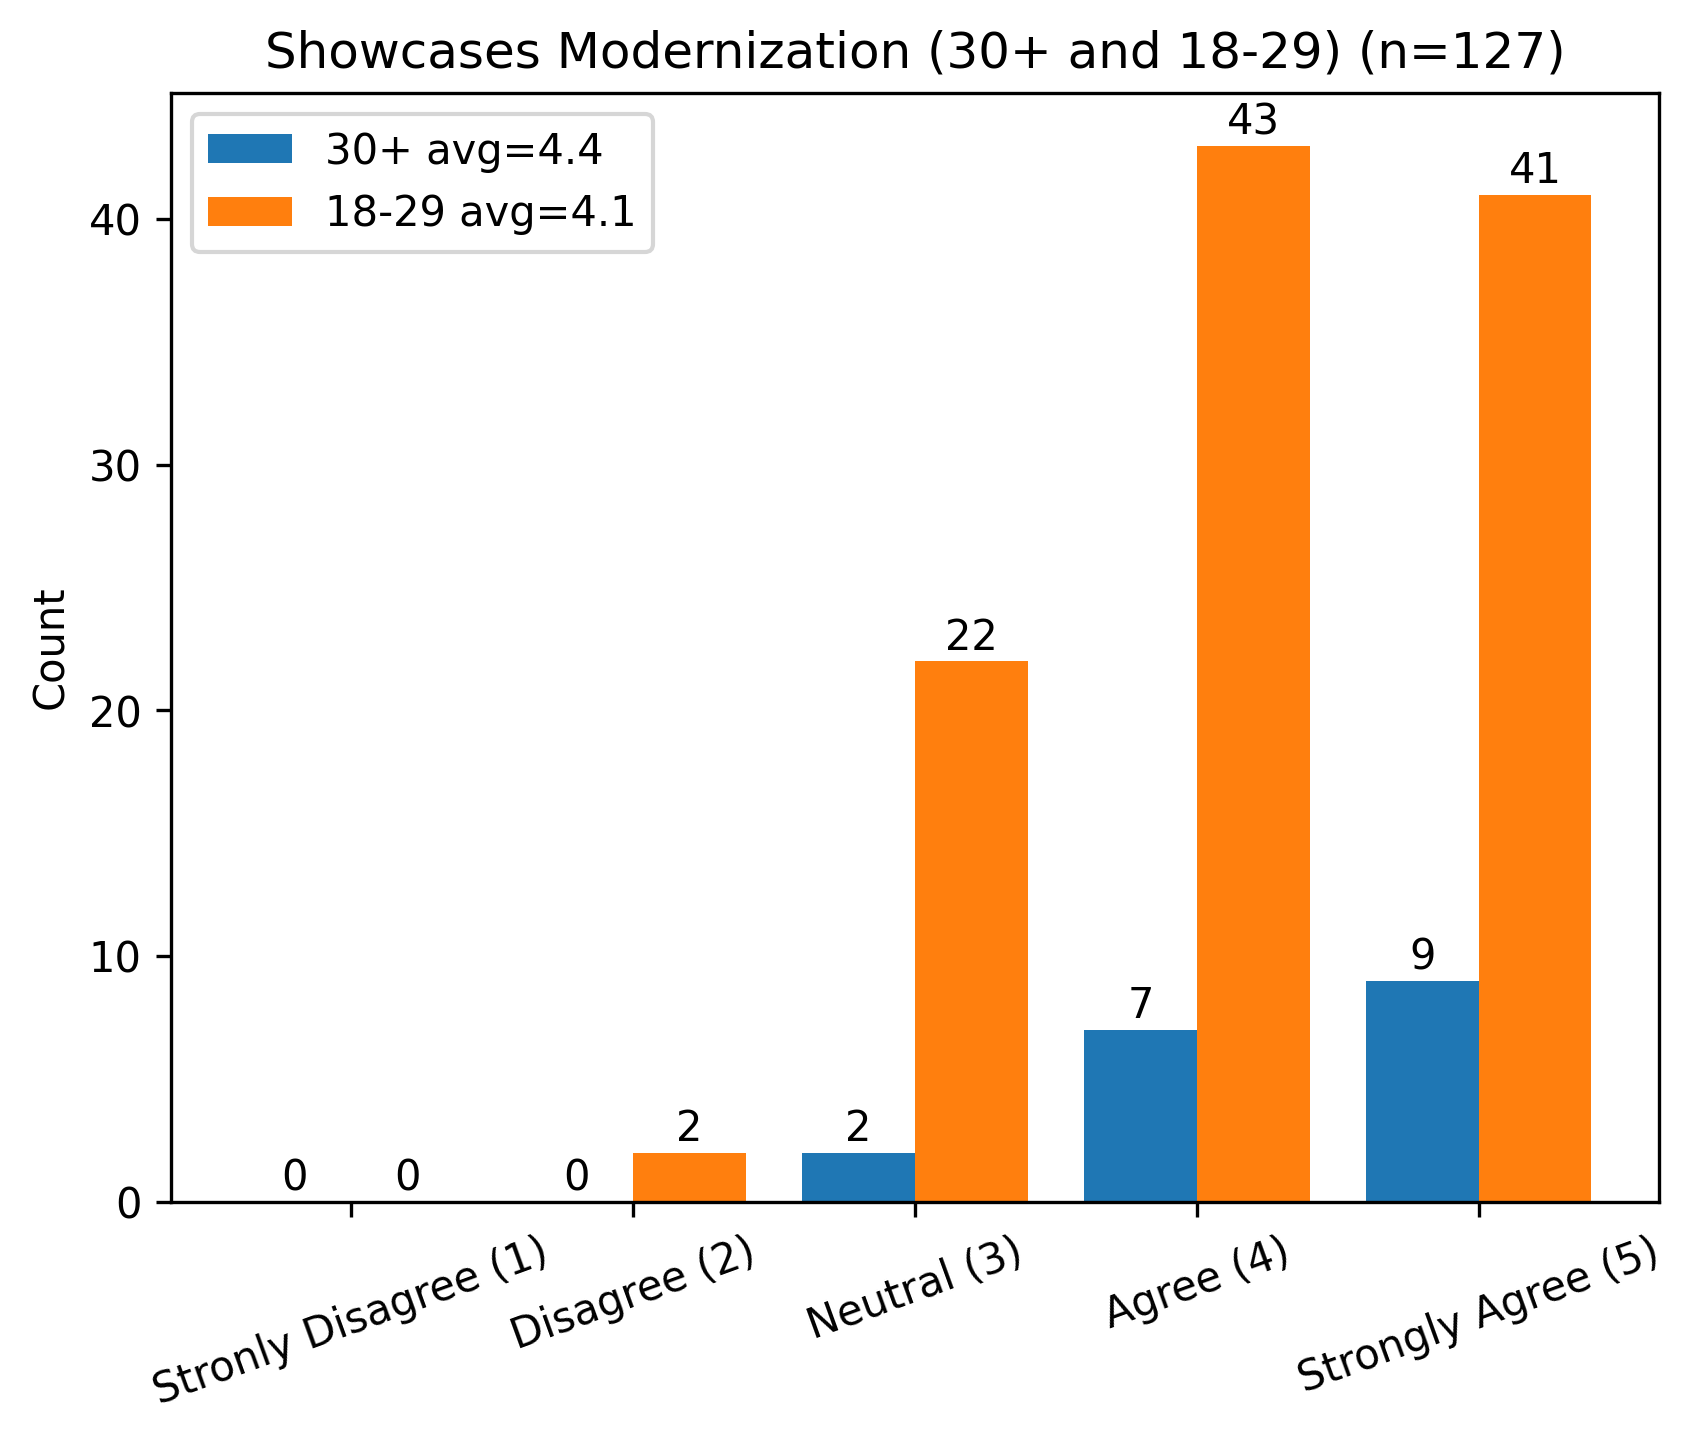 Showcases Modernization (30+ and 18-29) (n=127)
30+ avg=4.4
18-29 avg=4.1
Count
40
30
20
10
0
0
0
0
2
2
22
7
43
9
41
Stronly Disagree (1)
Disagree (2)
Neutral (3)
Agree (4)
Strongly Agree (5)